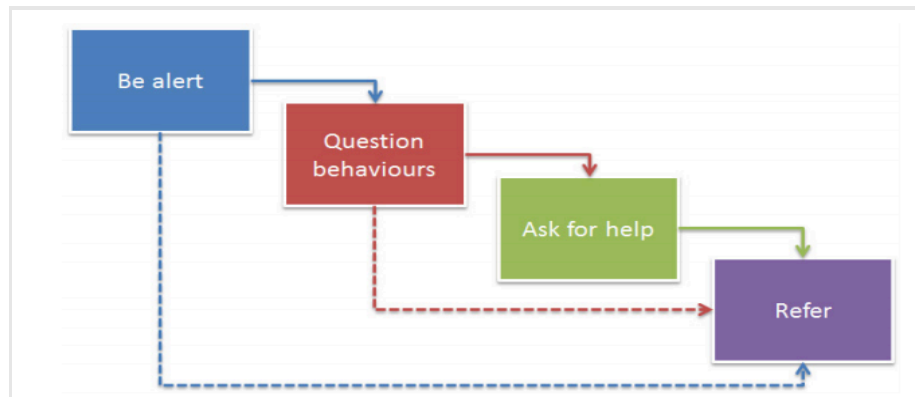 Be alert
Question
behaviours
Ask for help
Refer